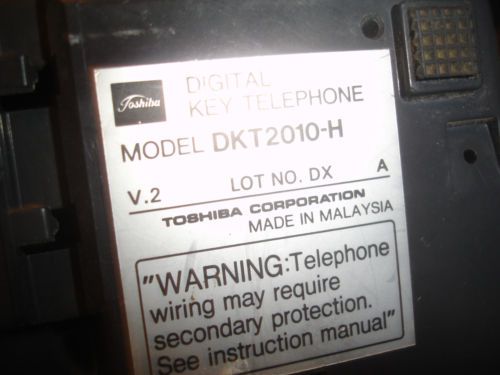 Toshiba
DIGITAL
KEY TELEPHONE
MODEL DKT2010-H
V.2 LOT NO. DX A
TOSHIBA CORPORATION
MADE IN MALAYSIA
"WARNING:Telephone
wiring may require
secondary protection.
See instruction manual"